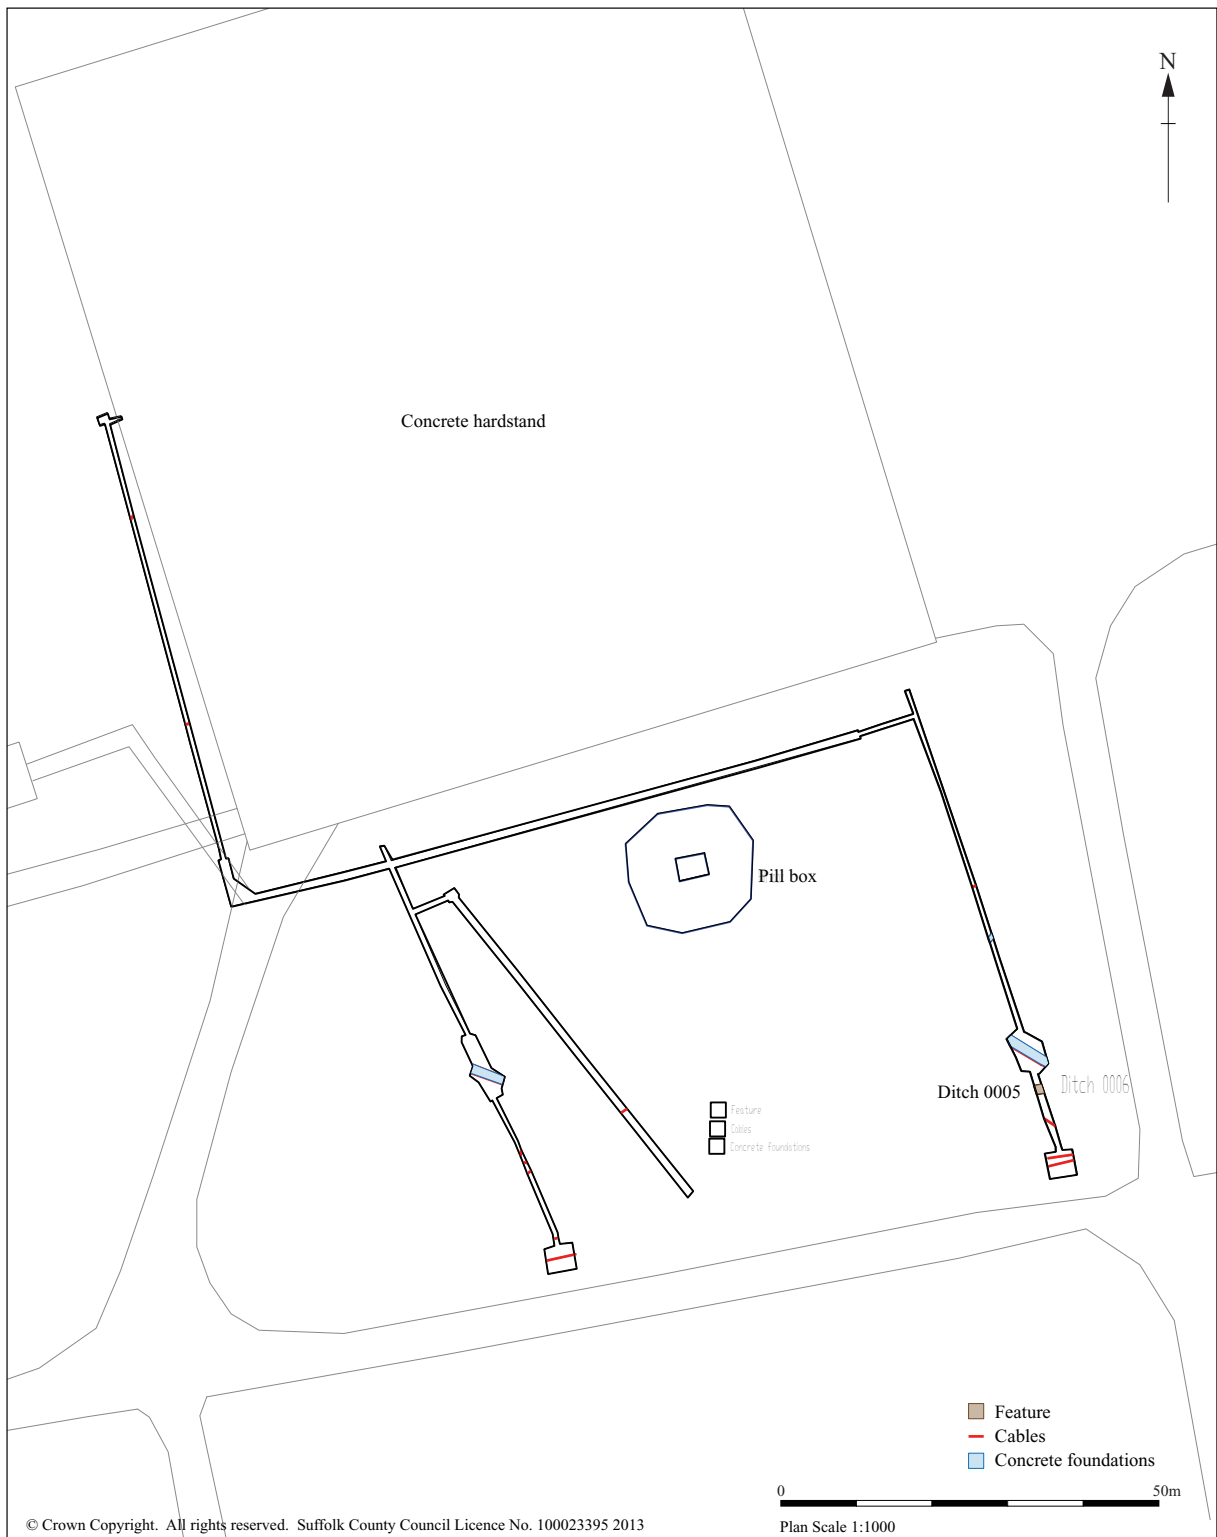 N
Concrete hardstand
Pill box
Ditch 0005
Ditch 0006
Feature
Cables
Concrete foundations
Feature
Cables
Concrete foundations
0 50m
Plan Scale 1:1000
© Crown Copyright. All rights reserved. Suffolk County Council Licence No. 100023395 2013